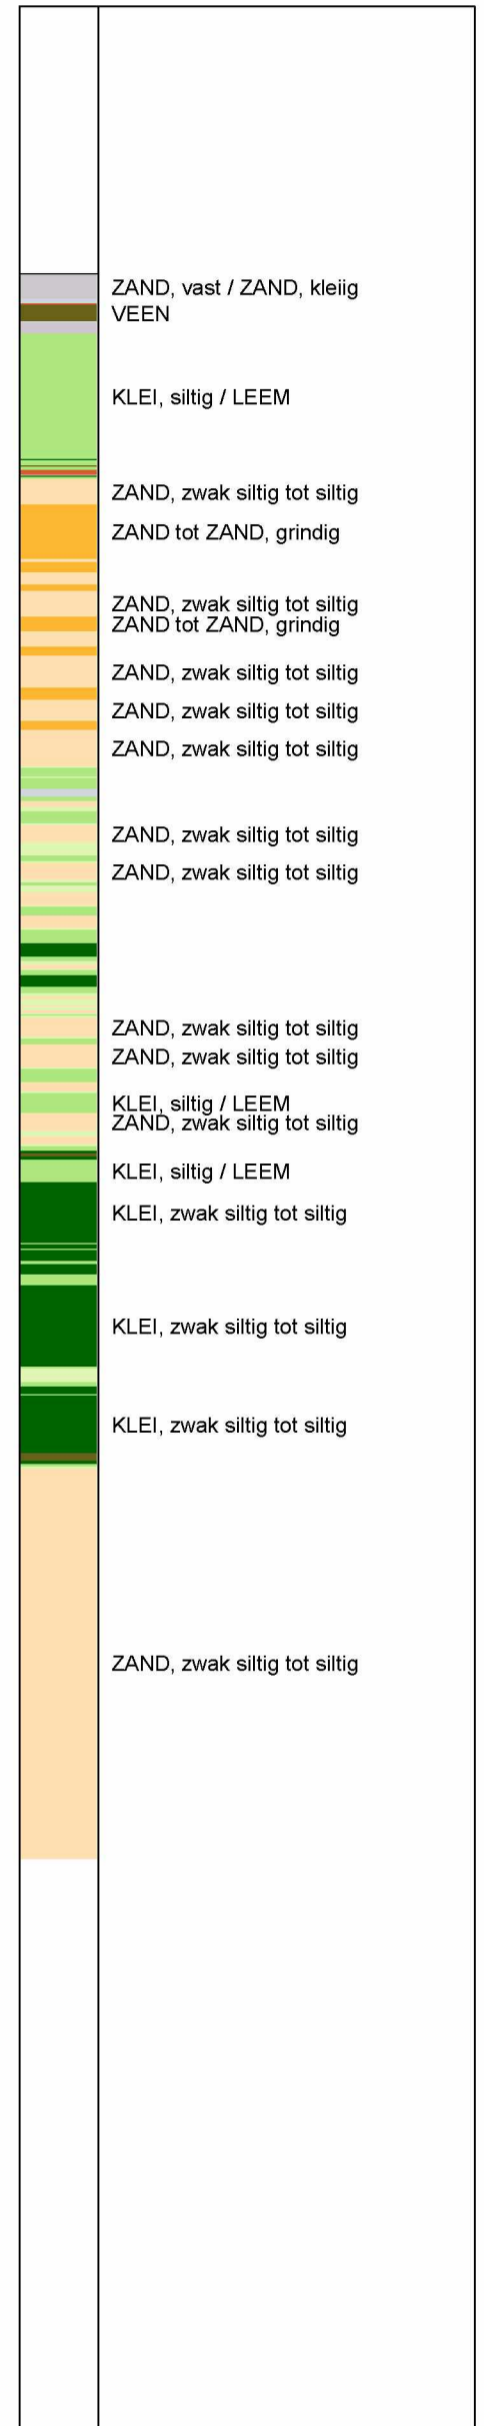 ZAND, vast / ZAND, kleiig
VEEN
KLEI, siltig / LEEM
ZAND, zwak siltig tot siltig
ZAND tot ZAND, grindig
ZAND, zwak siltig tot siltig
ZAND tot ZAND, grindig
ZAND, zwak siltig tot siltig
ZAND, zwak siltig tot siltig
ZAND, zwak siltig tot siltig
ZAND, zwak siltig tot siltig
ZAND, zwak siltig tot siltig
ZAND, zwak siltig tot siltig
ZAND, zwak siltig tot siltig
KLEI, siltig / LEEM
ZAND, zwak siltig tot siltig
KLEI, siltig / LEEM
KLEI, zwak siltig tot siltig
KLEI, zwak siltig tot siltig
KLEI, zwak siltig tot siltig
ZAND, zwak siltig tot siltig